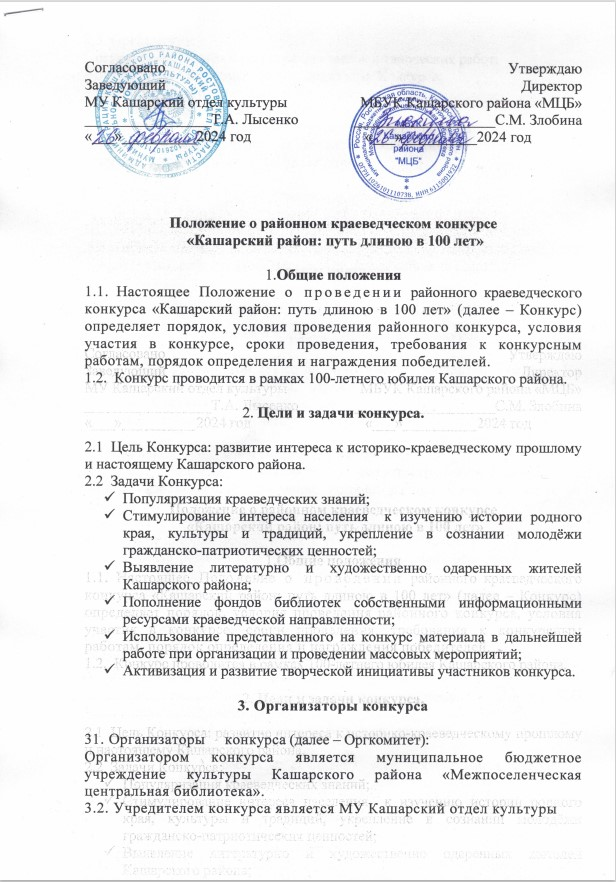 Согласовано Утверждаю
Заведующий Директор
МУ Кашарский отдел культуры МБУК Кашарского района «МЦБ»
Т.А. Лысенко С.М. Злобина
« » февраля 2024 год « » 2024 год
Кашарского
района
"МЦБ"
Положение о районном краеведческом конкурсе
«Кашарский район: путь длиною в 100 лет»
1.Общие положения
1.1. Настоящее Положение о проведении районного краеведческого
конкурса «Кашарский район: путь длиною в 100 лет» (далее – Конкурс)
определяет порядок, условия проведения районного конкурса, условия
участия в конкурсе, сроки проведения, требования к конкурсным
работам, порядок определения и награждения победителей.
1.2. Конкурс проводится в рамках 100-летнего юбилея Кашарского района.
2. Цели и задачи конкурса.
2.1 Цель Конкурса: развитие интереса к историко-краеведческому прошлому
и настоящему Кашарского района.
2.2 Задачи Конкурса:
✓ Популяризация краеведческих знаний;
✓ Стимулирование интереса населения к изучению истории родного
края, культуры и традиций, укрепление в сознании молодёжи
гражданско-патриотических ценностей;
✓ Выявление литературно и художественно одаренных жителей
Кашарского района;
✓ Пополнение фондов библиотек собственными информационными
ресурсами краеведческой направленности;
✓ Использование представленного на конкурс материала в дальнейшей
работе при организации и проведении массовых мероприятий;
✓ Активизация и развитие творческой инициативы участников конкурса.
3. Организаторы конкурса
31. Организаторы конкурса (далее – Оргкомитет):
Организатором конкурса является муниципальное бюджетное
учреждение культуры Кашарского района «Межпоселенческая
центральная библиотека».
3.2. Учредителем конкурса является МУ Кашарский отдел культуры